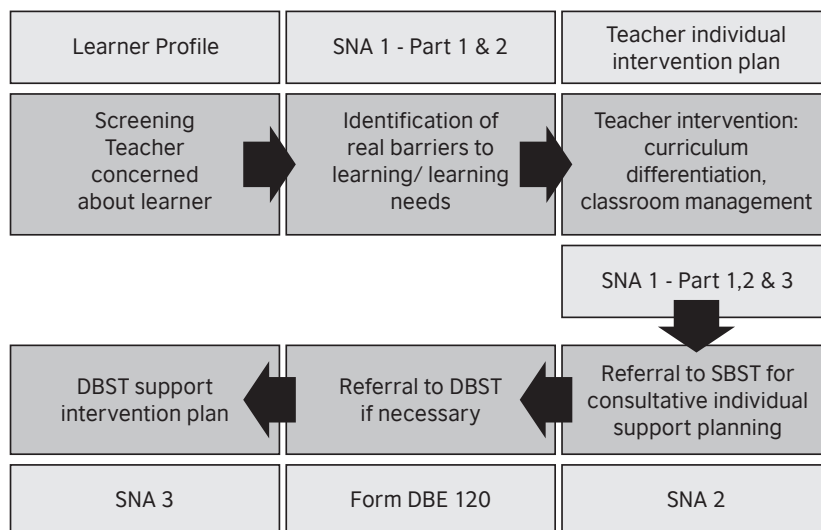 Learner Profile
SNA 1 - Part 1 & 2
Teacher individual
intervention plan
Screening
Teacher
concerned
about learner
Identification of
real barriers to
learning/ learning
needs
Teacher intervention:
curriculum
differentiation,
classroom management
SNA 1 - Part 1,2 & 3
DBST support
intervention plan
Referral to DBST
if necessary
Referral to SBST for
consultative individual
support planning
SNA 3
Form DBE 120
SNA 2